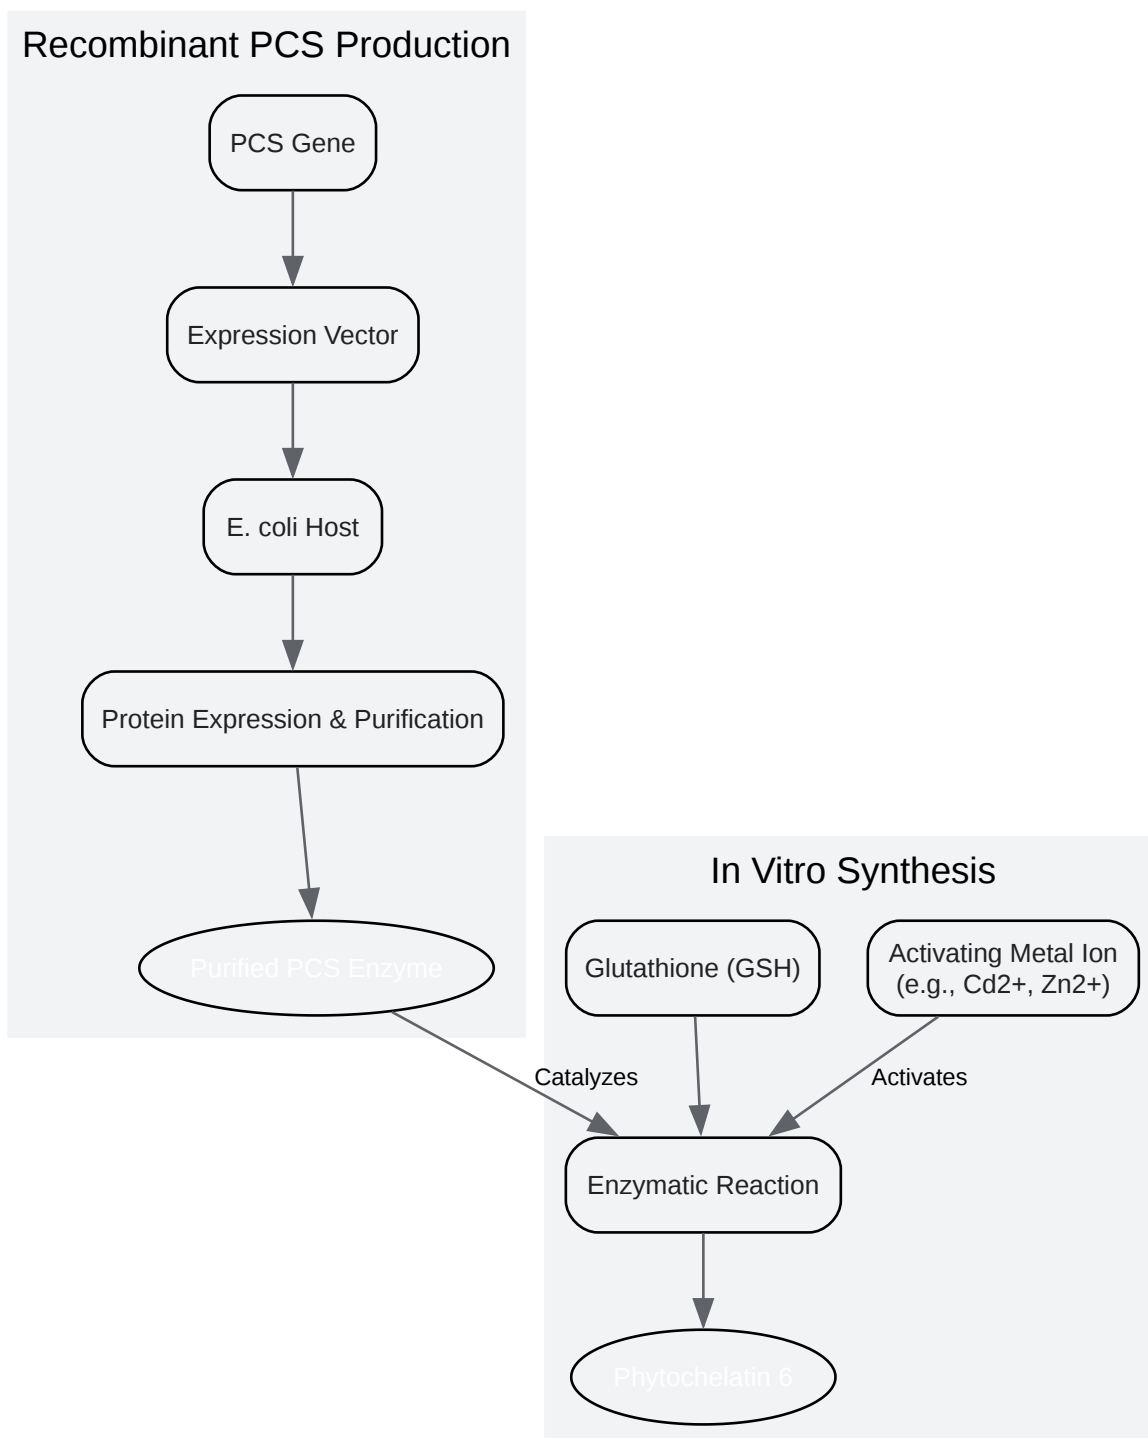 Recombinant PCS Production
PCS Gene
Expression Vector
E. coli Host
Protein Expression & Purification
Purified PCS Enzyme
In Vitro Synthesis
Glutathione (GSH)
Activating Metal Ion
(e.g., Cd2+, Zn2+)
Catalyzes
Activates
Enzymatic Reaction
Phytochelatin 6